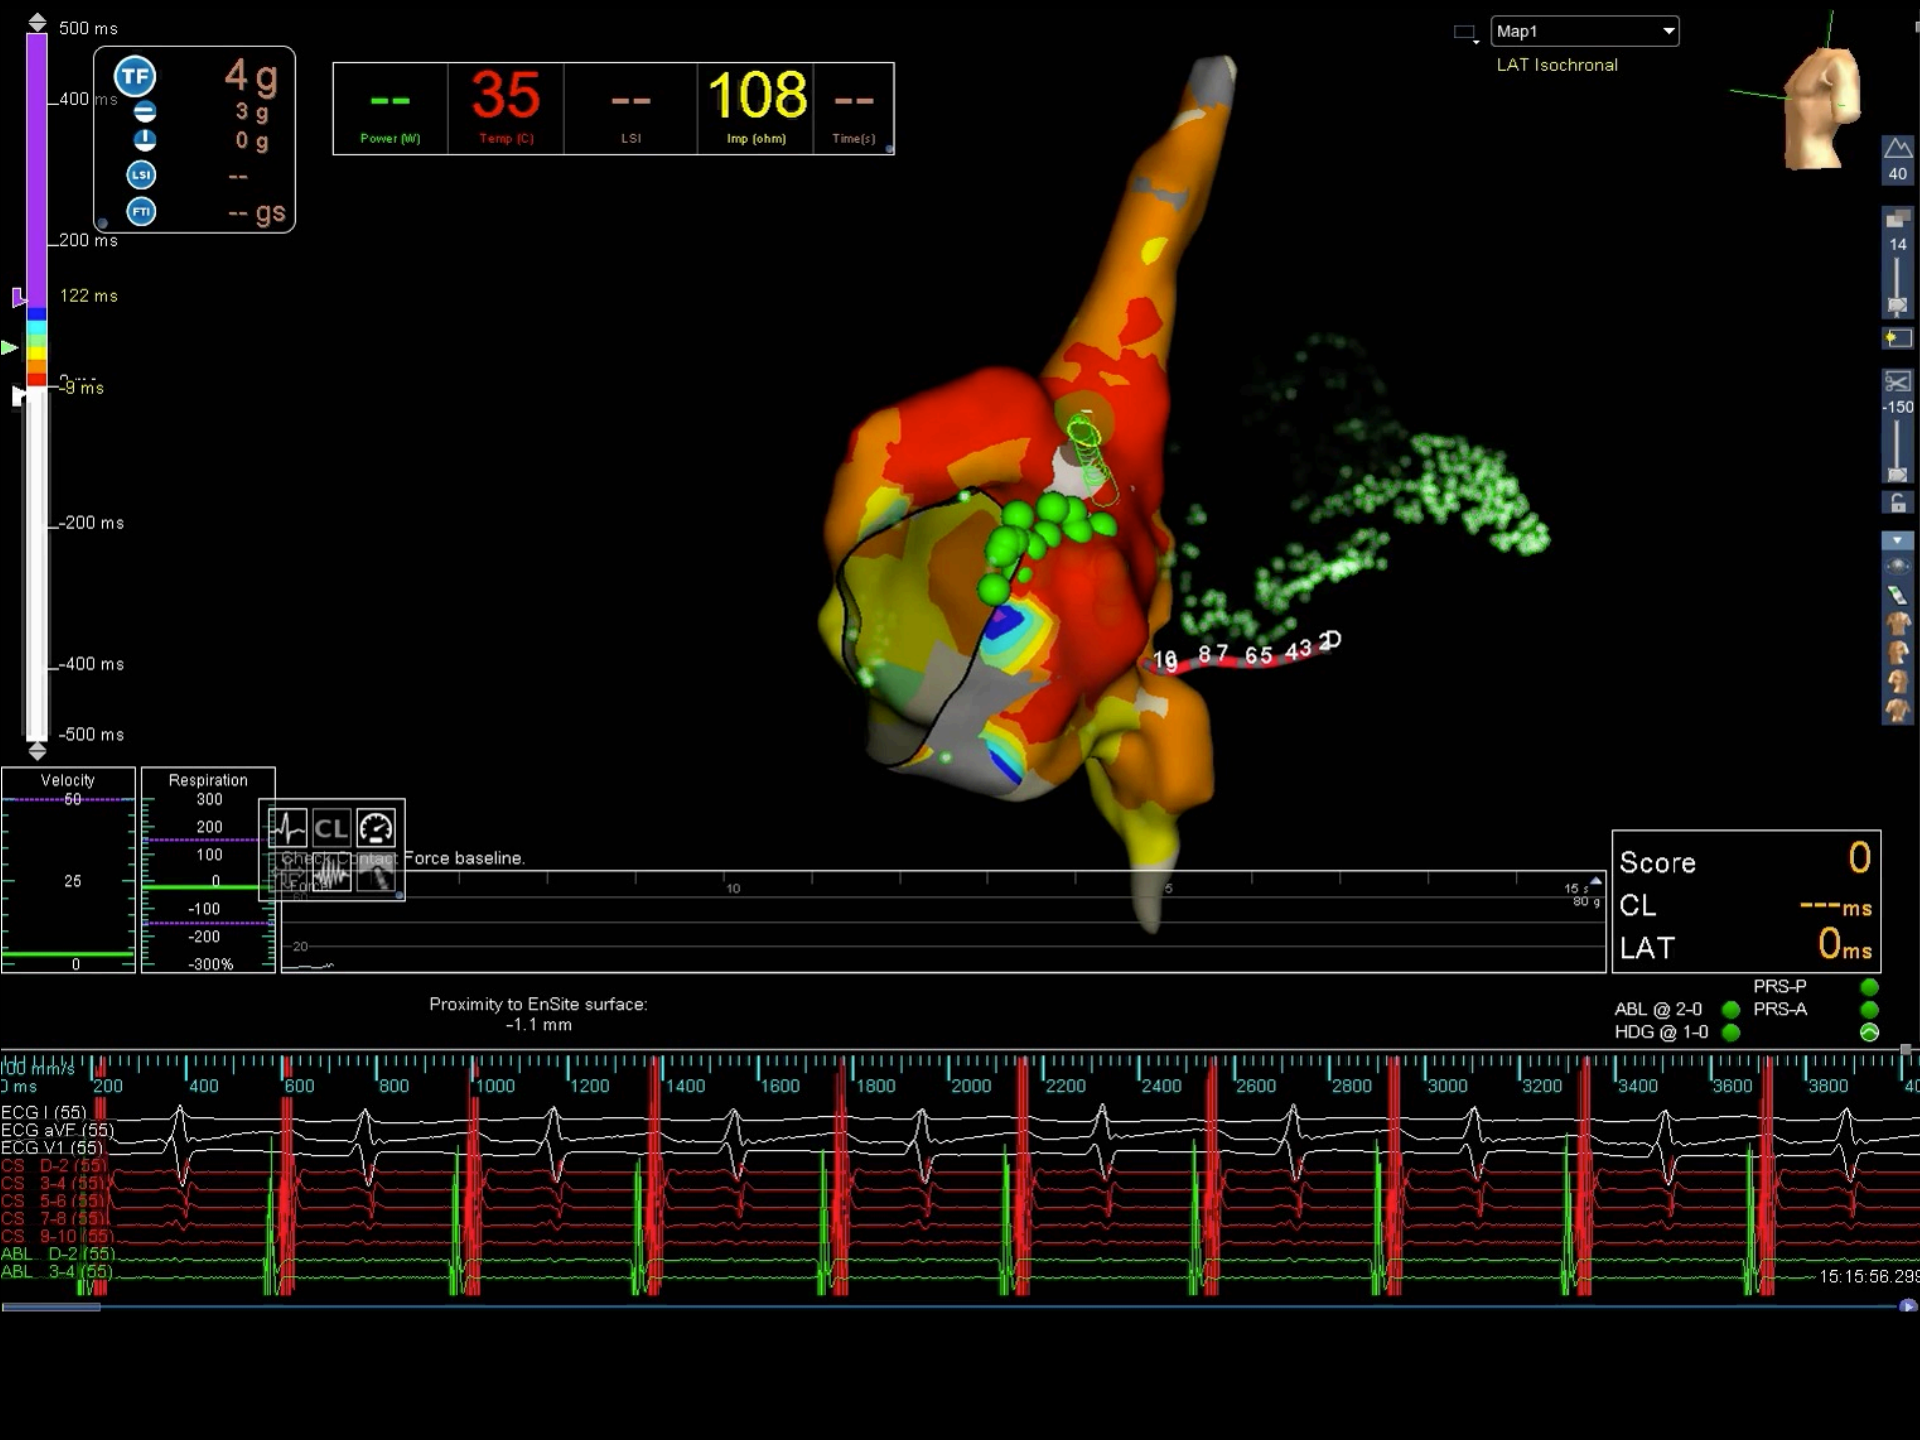 500 ms
400 ms
200 ms
122 ms
-9 ms
-200 ms
-400 ms
-500 ms
TF 4 g
3 g
0 g
LSI --
FTI -- gs
-- 35 -- 108 --
Power (W) Temp (C) LSI Imp (ohm) Time(s)
Map1
LAT Isochronal
40
14
-150
10 9 8 7 6 5 4 3 2 D
Velocity
50
25
0
Respiration
300
200
100
0
-100
-200
-300%
CL
Check Contact Force baseline.
Force
10 5 15 s
80 g
20
Score 0
CL ---ms
LAT 0ms
Proximity to EnSite surface:
-1.1 mm
PRS-P
ABL @ 2-0 PRS-A
HDG @ 1-0
100 mm/s
0 ms 200 400 600 800 1000 1200 1400 1600 1800 2000 2200 2400 2600 2800 3000 3200 3400 3600 3800
ECG I (55)
ECG aVF (55)
ECG V1 (55)
CS D-2 (55)
CS 3-4 (55)
CS 5-6 (55)
CS 7-8 (55)
CS 9-10 (55)
ABL D-2 (55)
ABL 3-4 (55)
15:15:56.299